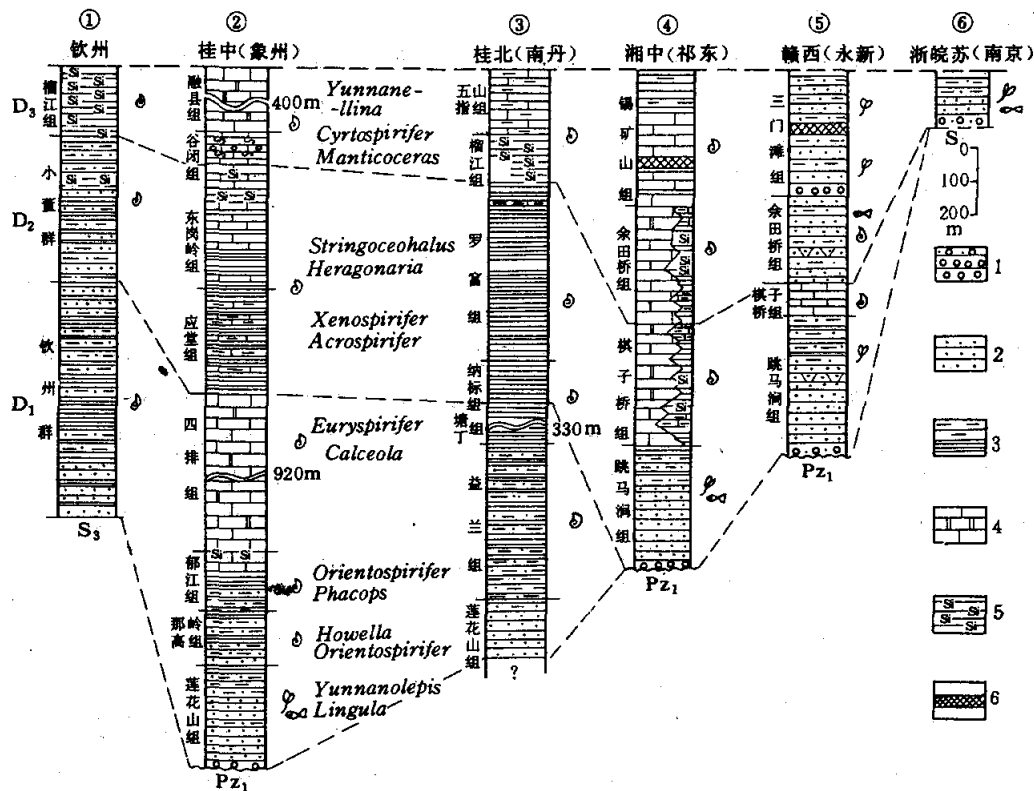 ①
钦州
②
桂中(象州)
③
桂北(南丹)
④
湘中(祁东)
⑤
赣西(永新)
⑥
浙皖苏(南京)
D₃
D₂
D₁
榴江组
小董群
钦州群
S₃
融县组
谷闭组
东岗岭组
应堂组
四排组
郁江组
那高岭组
莲花山组
Pz₁
400m
920m
Yunnane-
llina
Cyrtospirifer
Manticoceras
Stringoceohalus
Heragonaria
Xenospirifer
Acrospirifer
Euryspirifer
Calceola
Orientospirifer
Phacops
Howella
Orientospirifer
Yunnanolepis
Lingula
五指山组
榴江组
罗富组
纳标组
塘丁组
益兰组
莲花山组
330m
?
锡矿山组
佘田桥组
棋子桥组
跳马涧组
Pz₁
三门滩组
佘田桥组
棋子桥组
跳马涧组
Pz₁
S
0
100
200
m
1
2
3
4
5
6